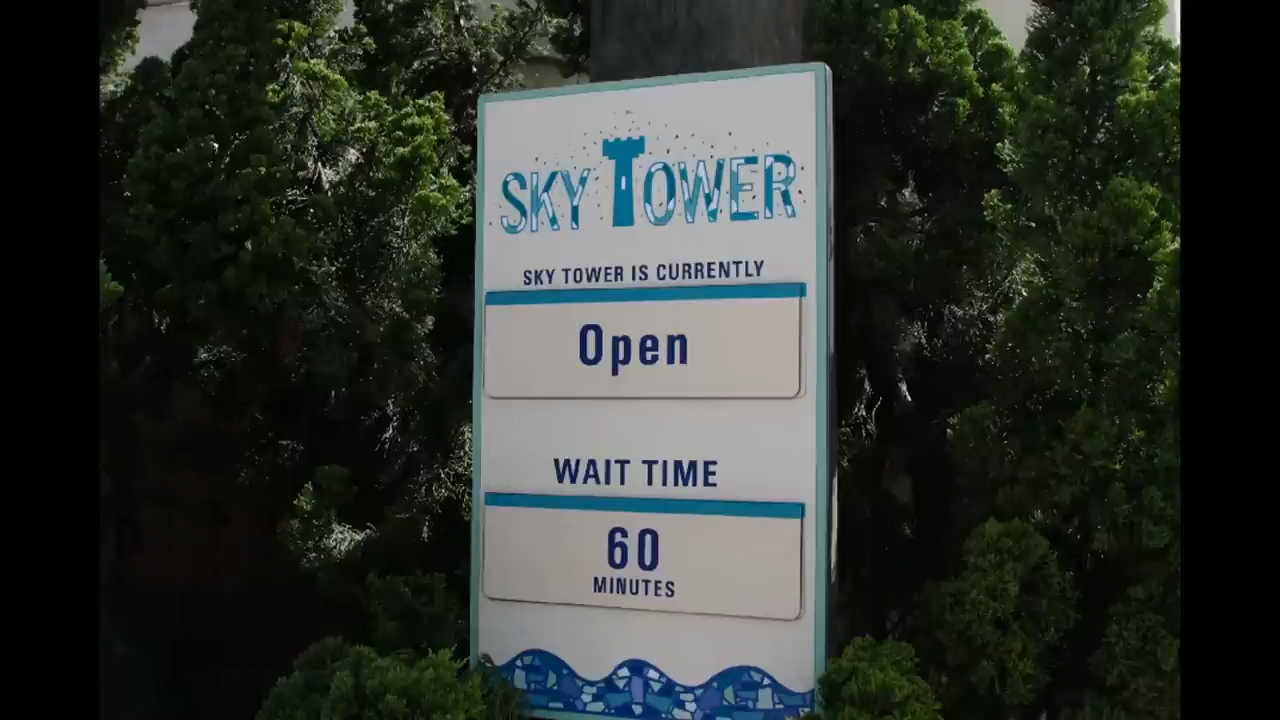 SKY TOWER
SKY TOWER IS CURRENTLY
Open
WAIT TIME
60
MINUTES